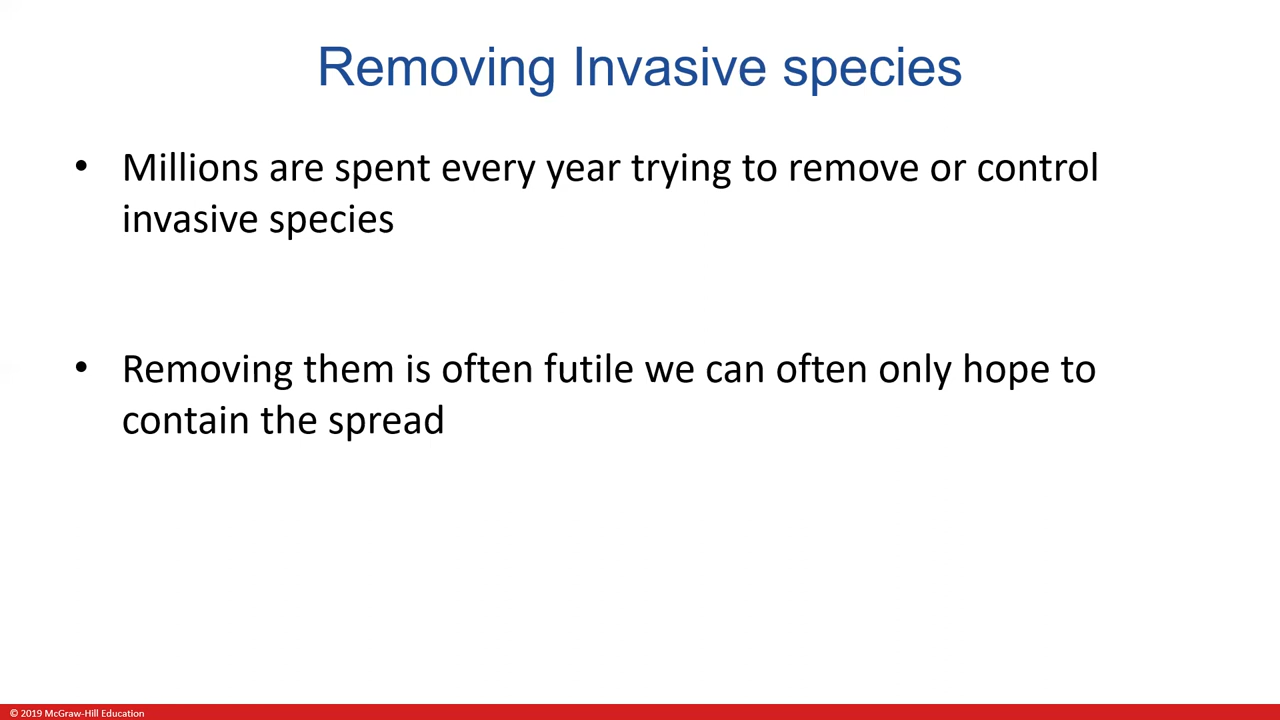 Removing Invasive species
• Millions are spent every year trying to remove or control
invasive species
• Removing them is often futile we can often only hope to
contain the spread
© 2019 McGraw-Hill Education